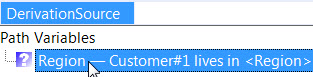 DerivationSource
Path Variables
Region — Customer#1 lives in <Region>